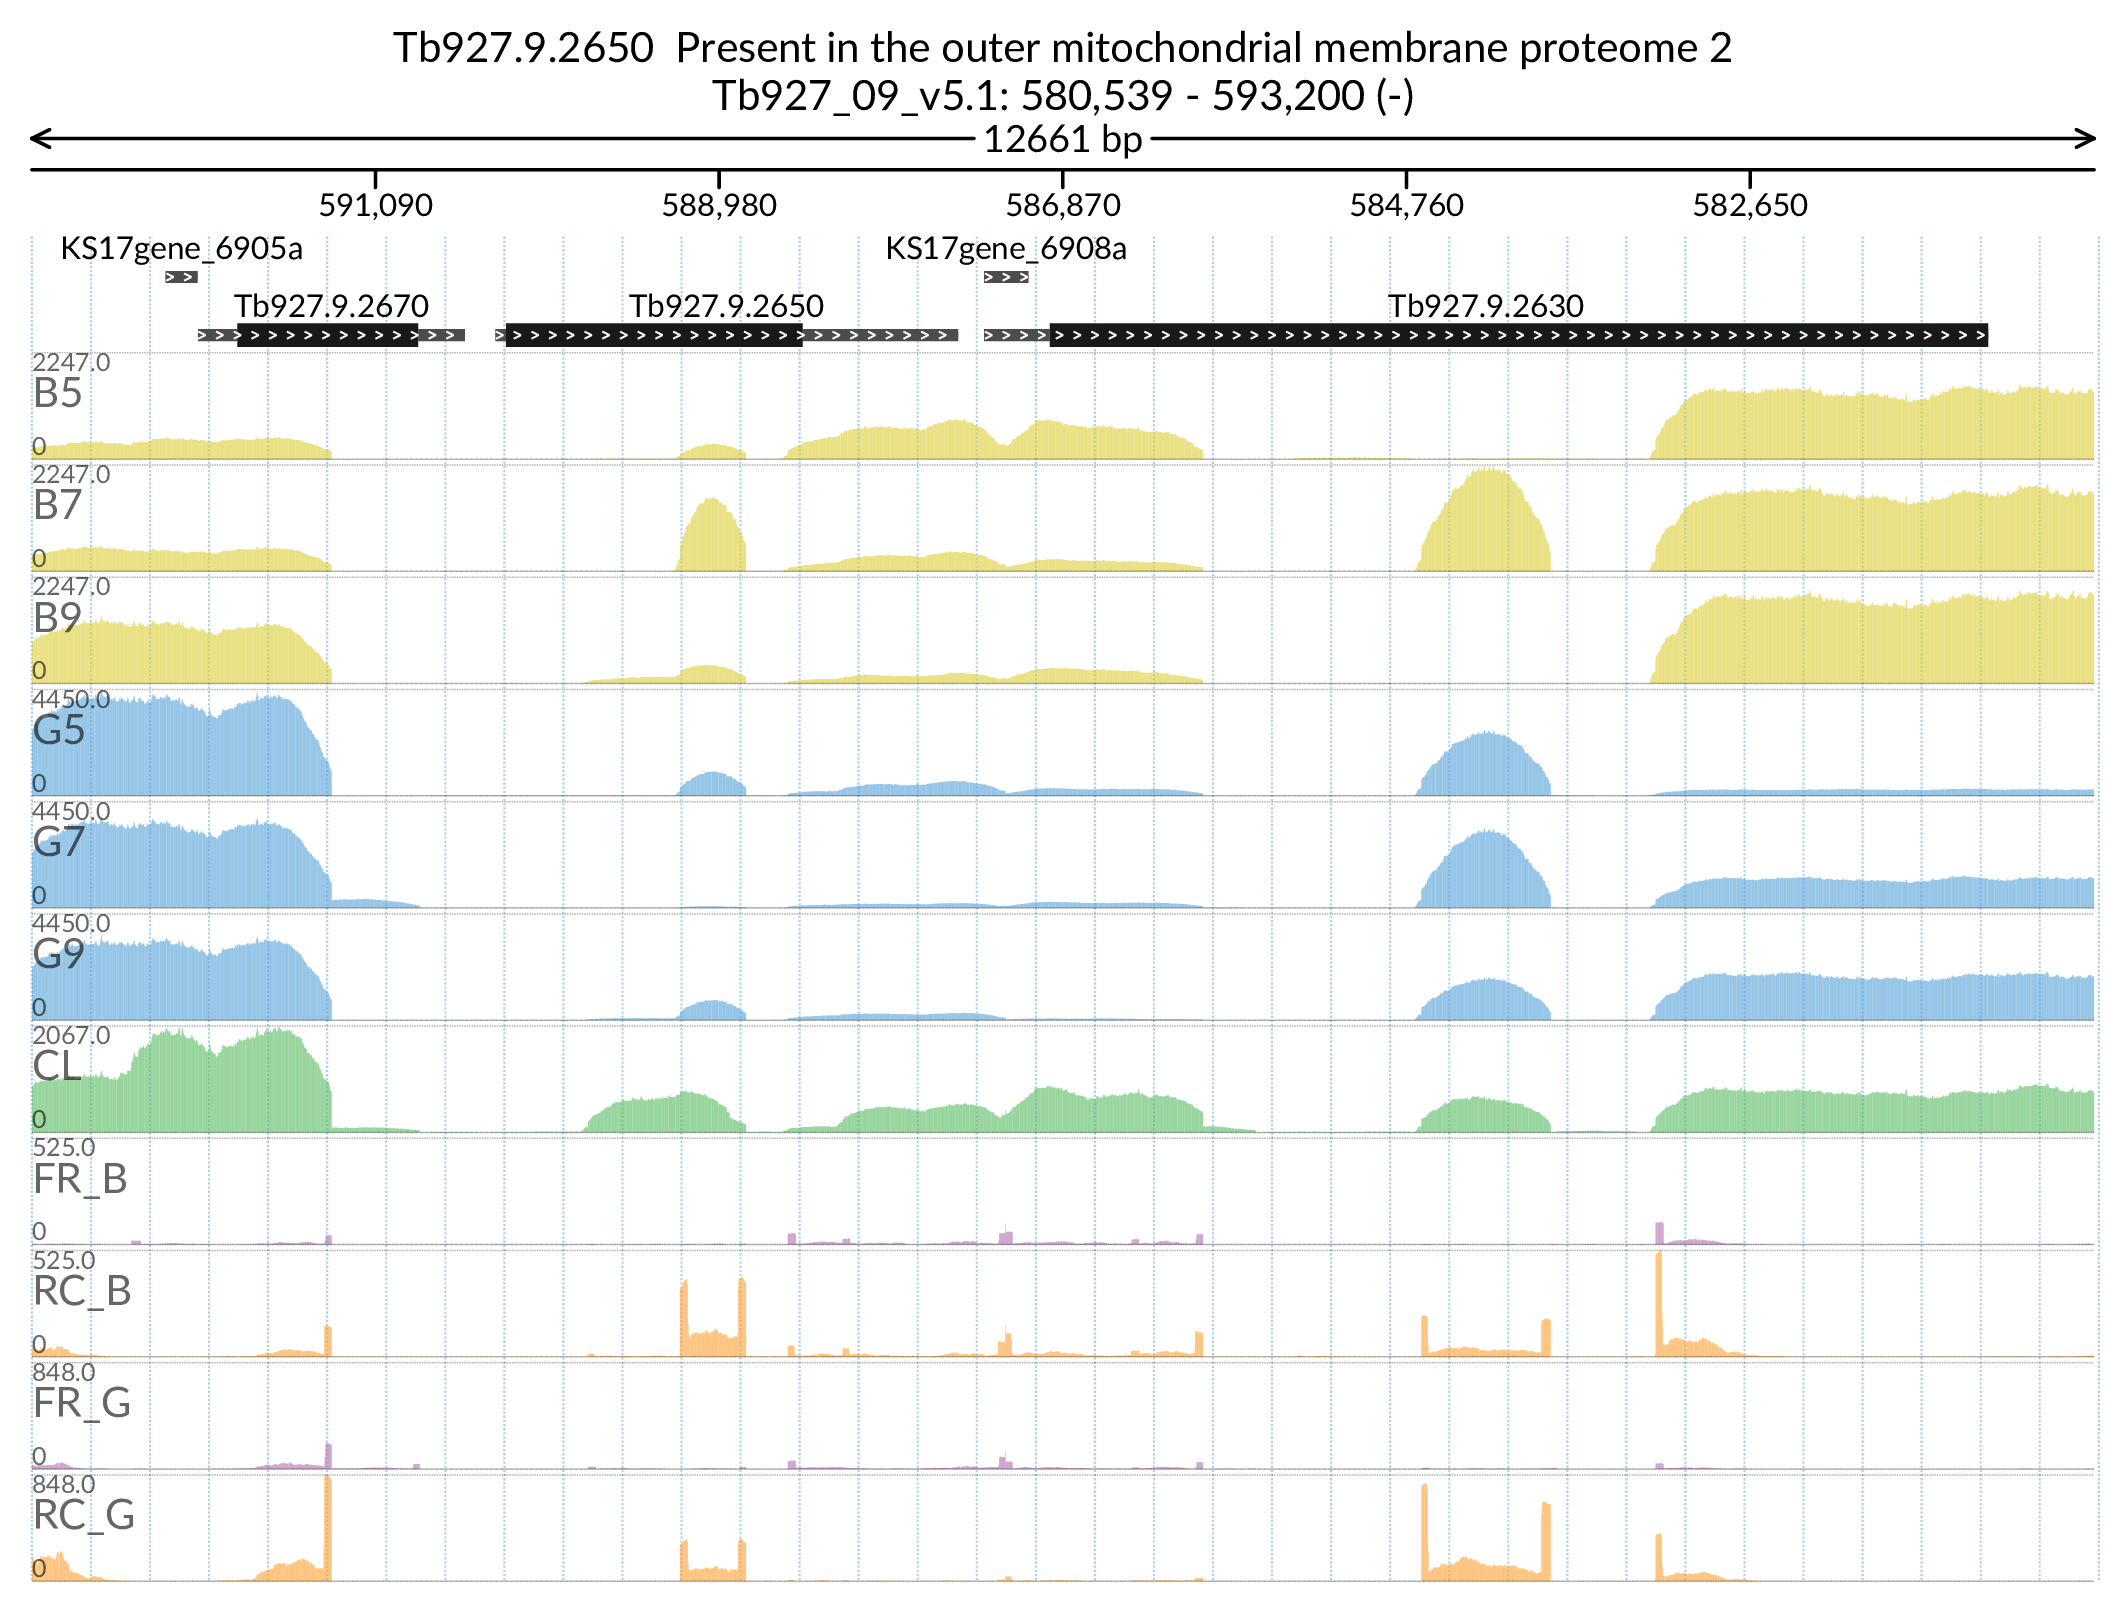 Tb927.9.2650 Present in the outer mitochondrial membrane proteome 2
Tb927_09_v5.1: 580,539 - 593,200 (-)
12661 bp
591,090 588,980 586,870 584,760 582,650
KS17gene_6905a KS17gene_6908a
Tb927.9.2670 Tb927.9.2650 Tb927.9.2630
2247.0
B5
0
2247.0
B7
0
2247.0
B9
0
4450.0
G5
0
4450.0
G7
0
4450.0
G9
0
2067.0
CL
0
525.0
FR_B
0
525.0
RC_B
0
848.0
FR_G
0
848.0
RC_G
0